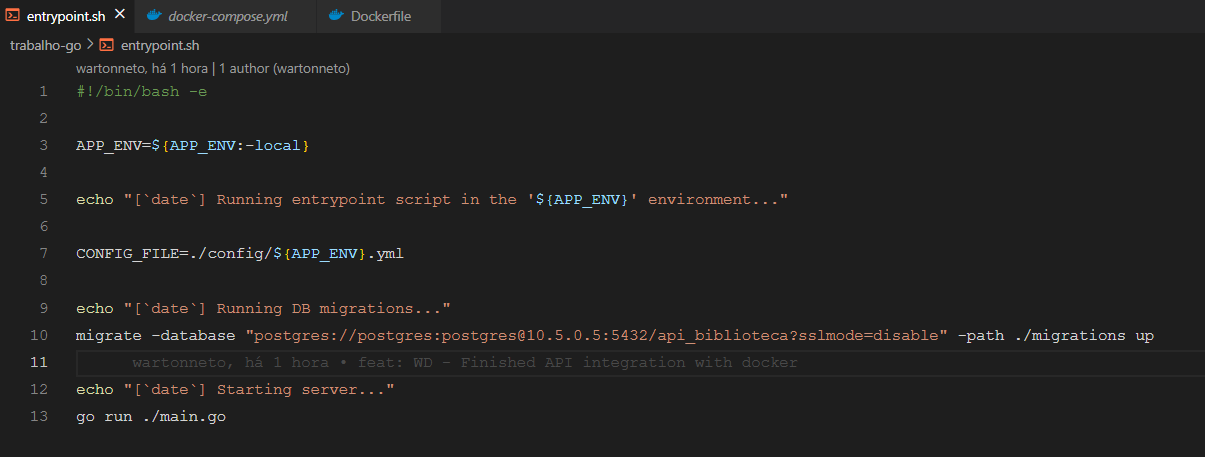 entrypoint.sh docker-compose.yml Dockerfile
trabalho-go > entrypoint.sh
wartonneto, há 1 hora | 1 author (wartonneto)
1 #!/bin/bash -e
2
3 APP_ENV=${APP_ENV:-local}
4
5 echo "[`date`] Running entrypoint script in the '${APP_ENV}' environment..."
6
7 CONFIG_FILE=./config/${APP_ENV}.yml
8
9 echo "[`date`] Running DB migrations..."
10 migrate -database "postgres://postgres:postgres@10.5.0.5:5432/api_biblioteca?sslmode=disable" -path ./migrations up
11 wartonneto, há 1 hora • feat: WD - Finished API integration with docker
12 echo "[`date`] Starting server..."
13 go run ./main.go